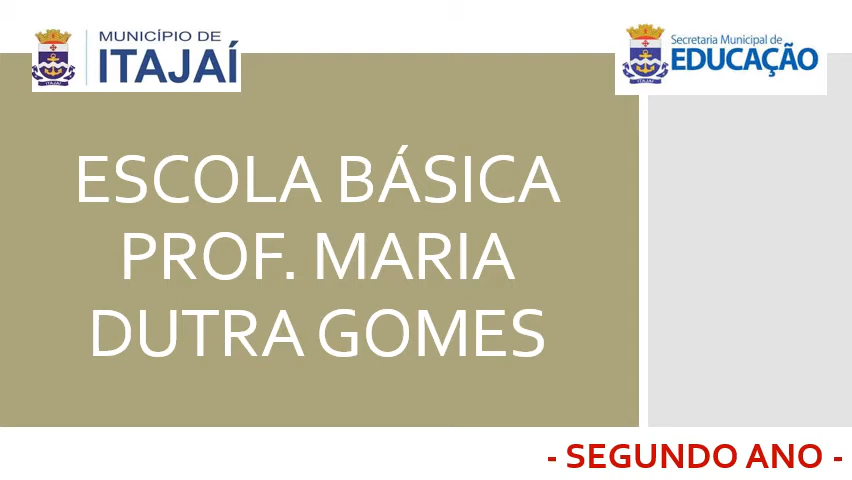 MUNICÍPIO DE
ITAJAÍ
Secretaria Municipal de
EDUCAÇÃO
ESCOLA BÁSICA
PROF. MARIA
DUTRA GOMES
- SEGUNDO ANO -